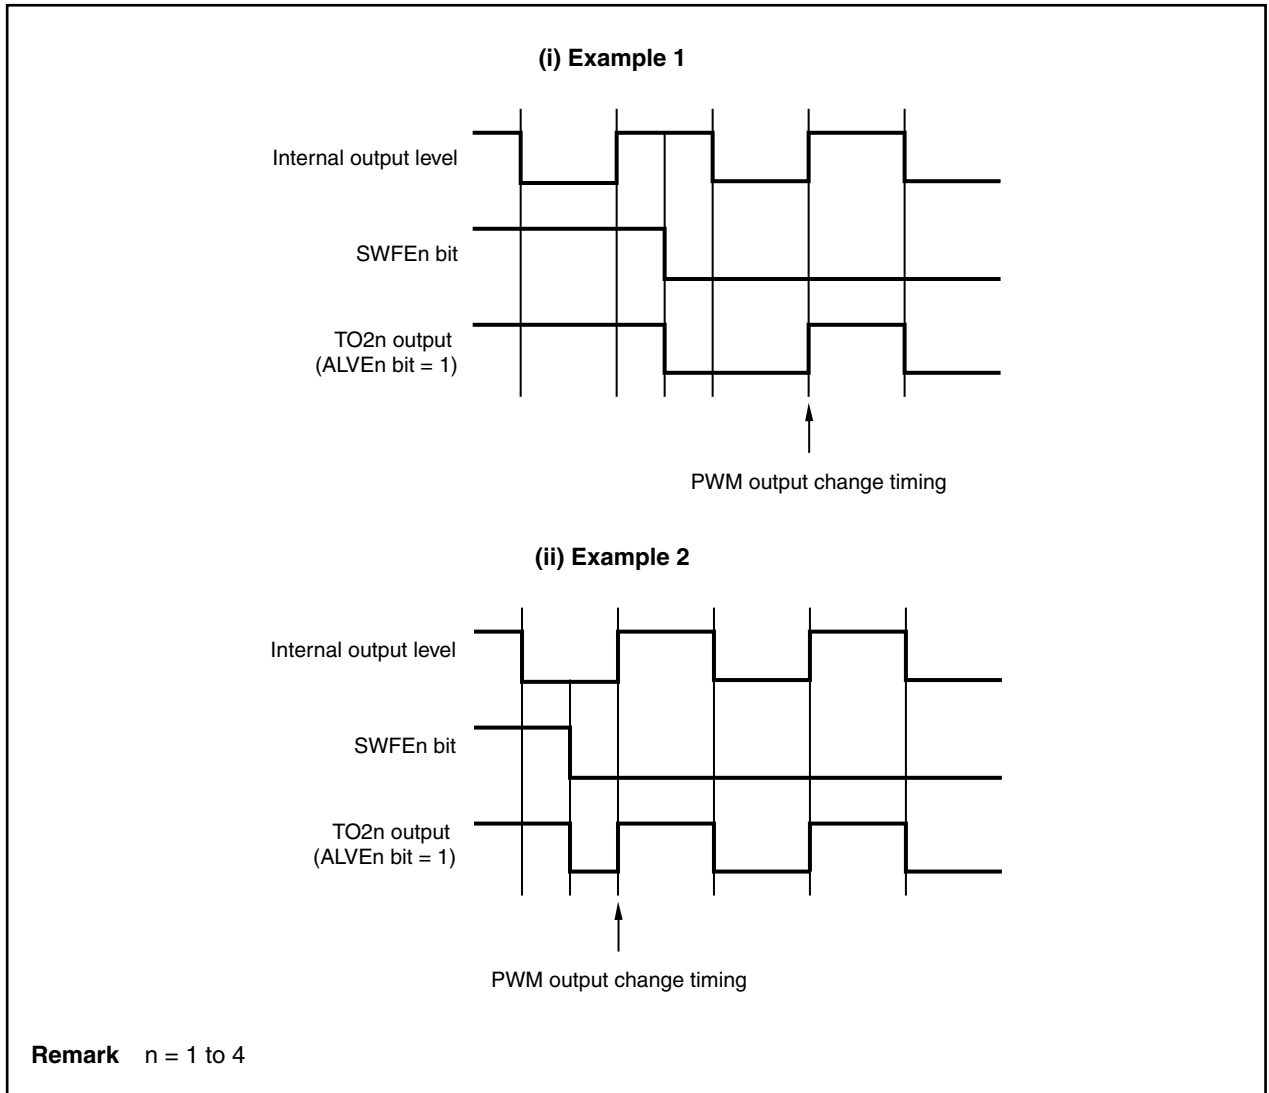 (i) Example 1
Internal output level
SWFEn bit
TO2n output
(ALVEn bit = 1)
PWM output change timing
(ii) Example 2
Internal output level
SWFEn bit
TO2n output
(ALVEn bit = 1)
PWM output change timing
Remark n = 1 to 4